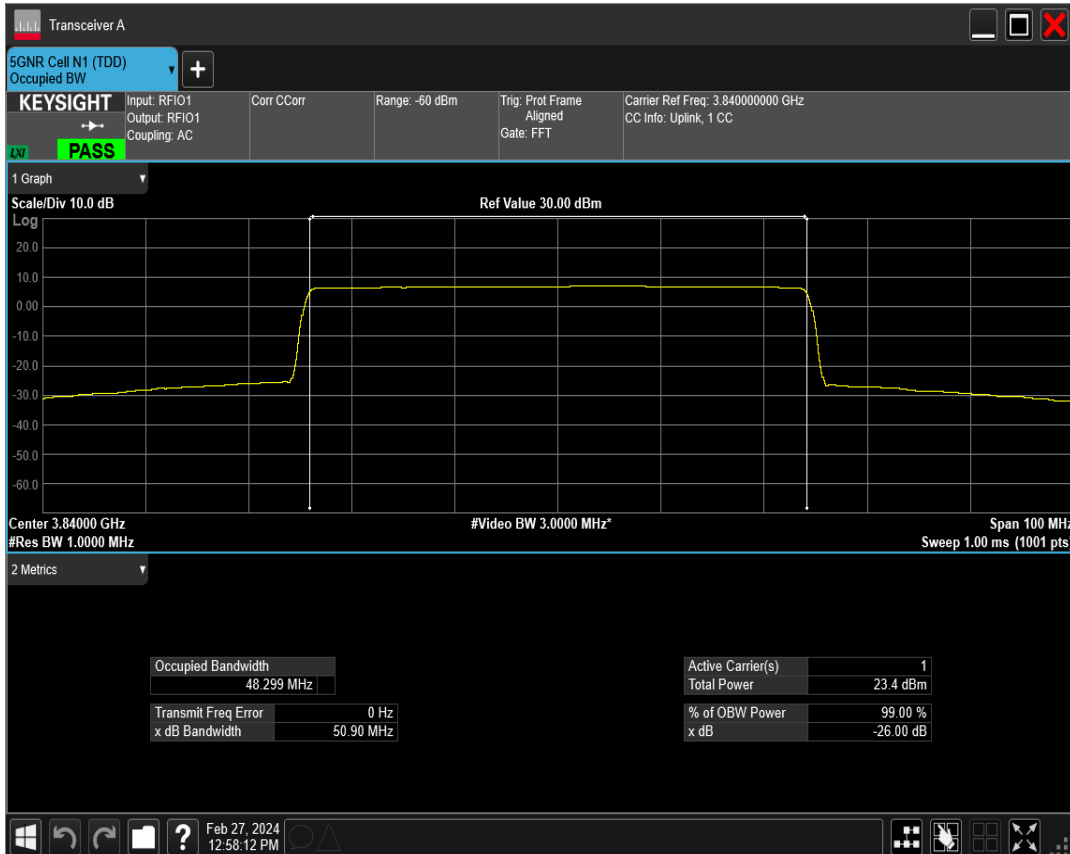 Transceiver A
5GNR Cell N1 (TDD)
Occupied BW
+
KEYSIGHT
LXI
PASS
Input: RFIO1
Output: RFIO1
Coupling: AC
Corr CCorr
Range: -60 dBm
Trig: Prot Frame
Aligned
Gate: FFT
Carrier Ref Freq: 3.840000000 GHz
CC Info: Uplink, 1 CC
1 Graph
Scale/Div 10.0 dB
Ref Value 30.00 dBm
Log
20.0
10.0
0.00
-10.0
-20.0
-30.0
-40.0
-50.0
-60.0
Center 3.84000 GHz
#Video BW 3.0000 MHz*
Span 100 MHz
#Res BW 1.0000 MHz
Sweep 1.00 ms (1001 pts)
2 Metrics
Occupied Bandwidth
48.299 MHz
Transmit Freq Error 0 Hz
x dB Bandwidth 50.90 MHz
Active Carrier(s) 1
Total Power 23.4 dBm
% of OBW Power 99.00 %
x dB -26.00 dB
?
Feb 27, 2024
12:58:12 PM